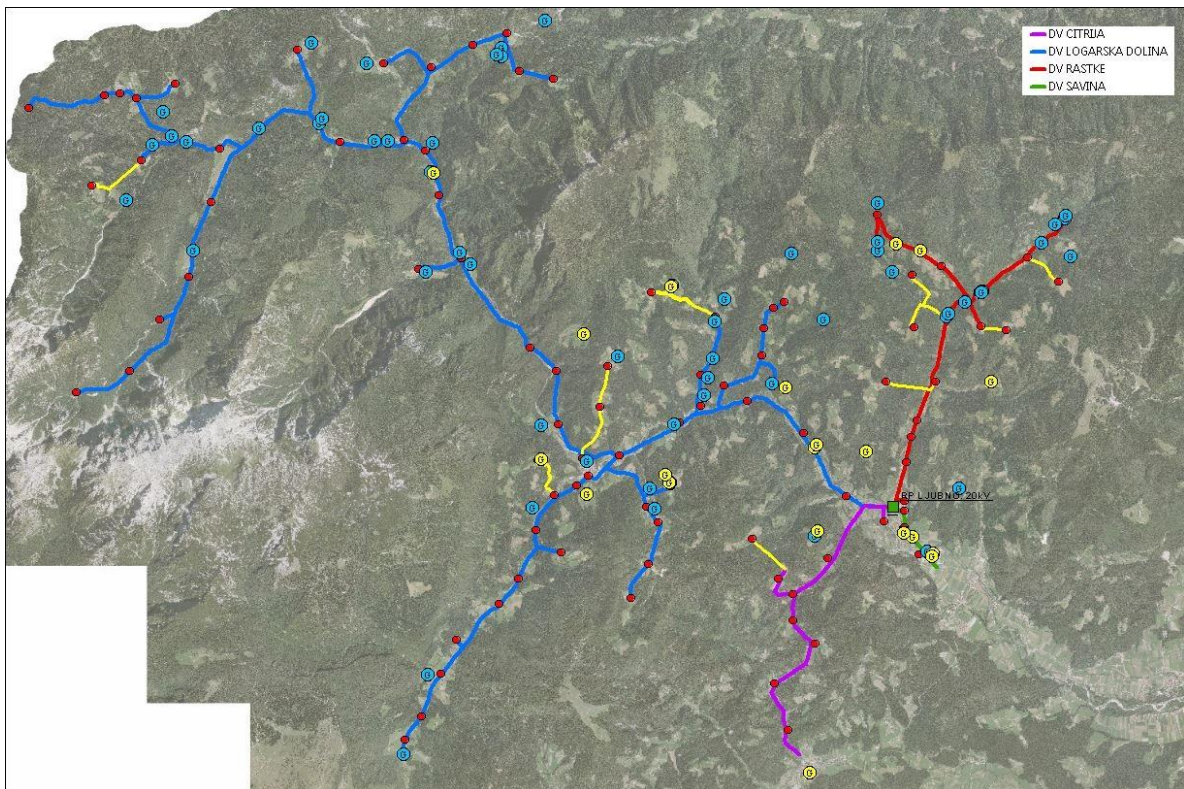 DV CITRIJA
DV LOGARSKA DOLINA
DV RASTKE
DV SAVINA
RP LJUBNO, 20kV